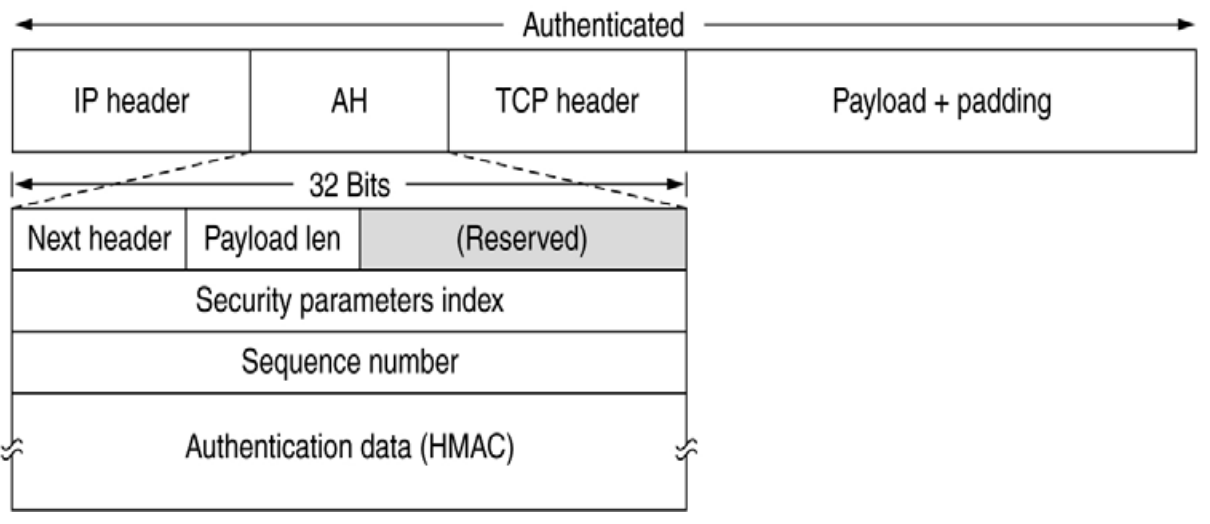 Authenticated
IP header AH TCP header Payload + padding
32 Bits
Next header Payload len (Reserved)
Security parameters index
Sequence number
Authentication data (HMAC)